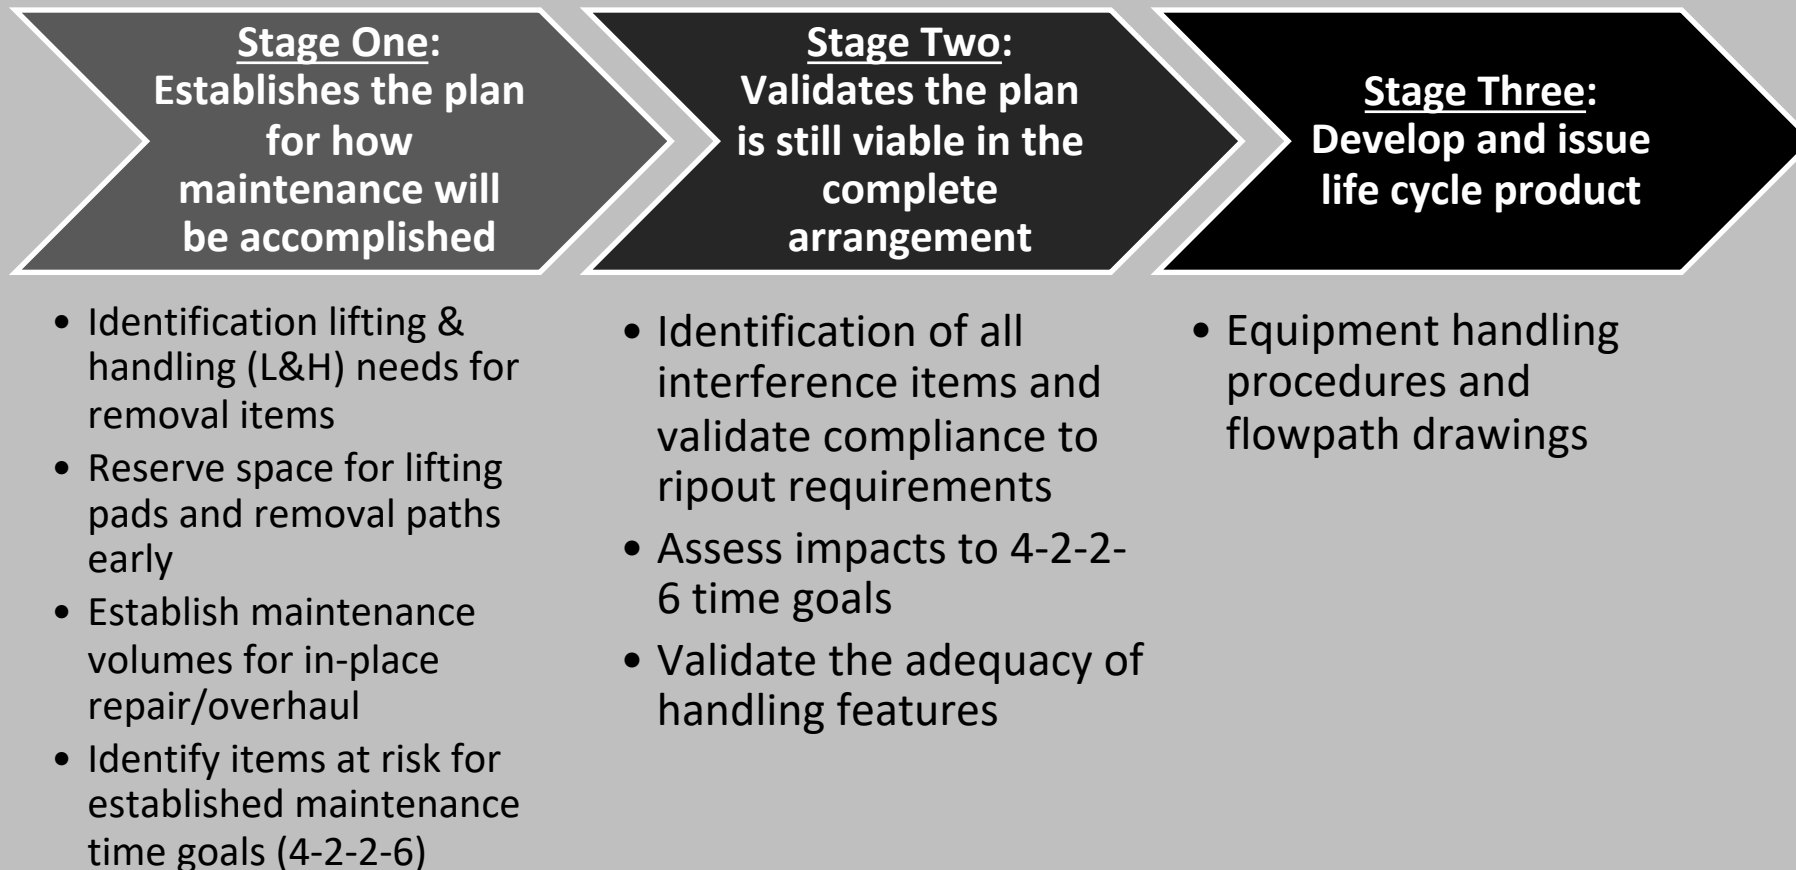 Stage One:
Establishes the plan
for how
maintenance will
be accomplished
• Identification lifting &
handling (L&H) needs for
removal items
• Reserve space for lifting
pads and removal paths
early
• Establish maintenance
volumes for in-place
repair/overhaul
• Identify items at risk for
established maintenance
time goals (4-2-2-6)
Stage Two:
Validates the plan
is still viable in the
complete
arrangement
• Identification of all
interference items and
validate compliance to
ripout requirements
• Assess impacts to 4-2-2-
6 time goals
• Validate the adequacy of
handling features
Stage Three:
Develop and issue
life cycle product
• Equipment handling
procedures and
flowpath drawings